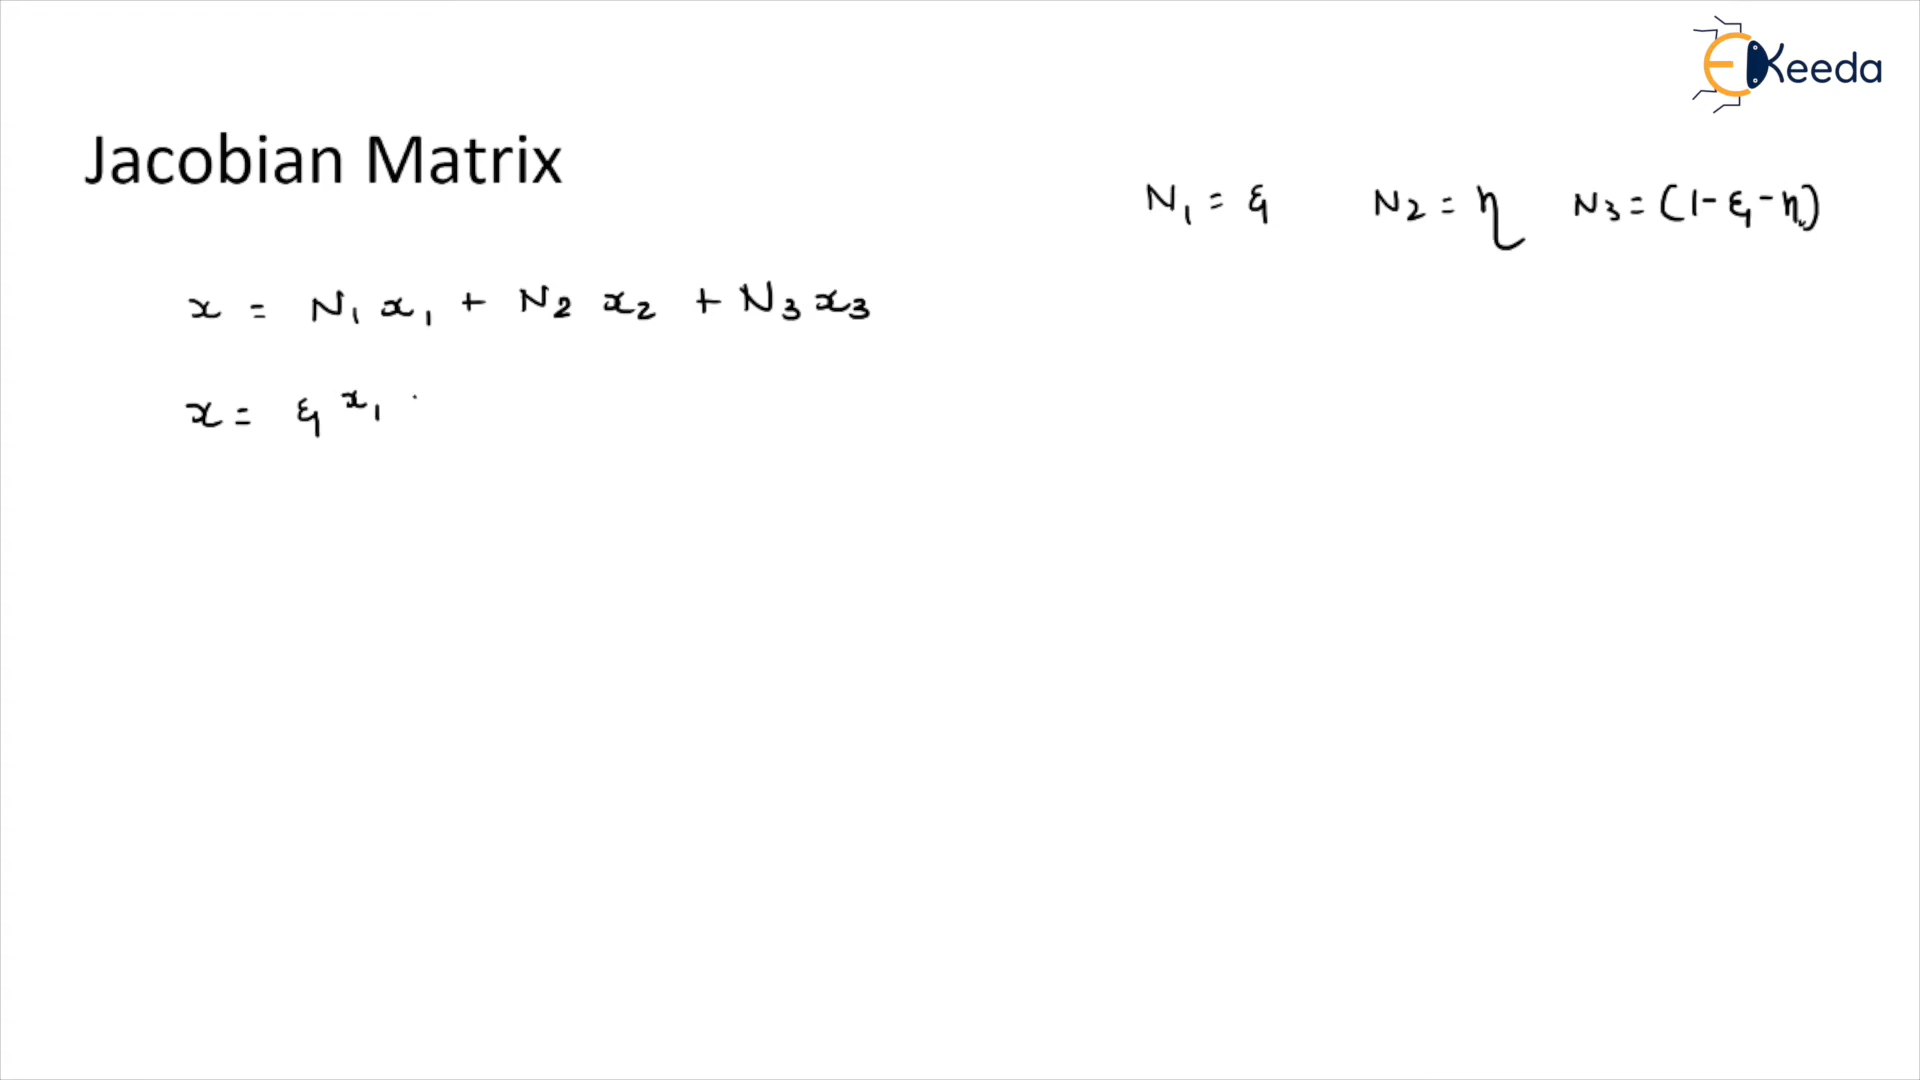 EKeeda
Jacobian Matrix
N₁ = ξ N₂ = η N₃ = (1-ξ-η)
x = N₁ x₁ + N₂ x₂ + N₃ x₃
x = ξ x₁